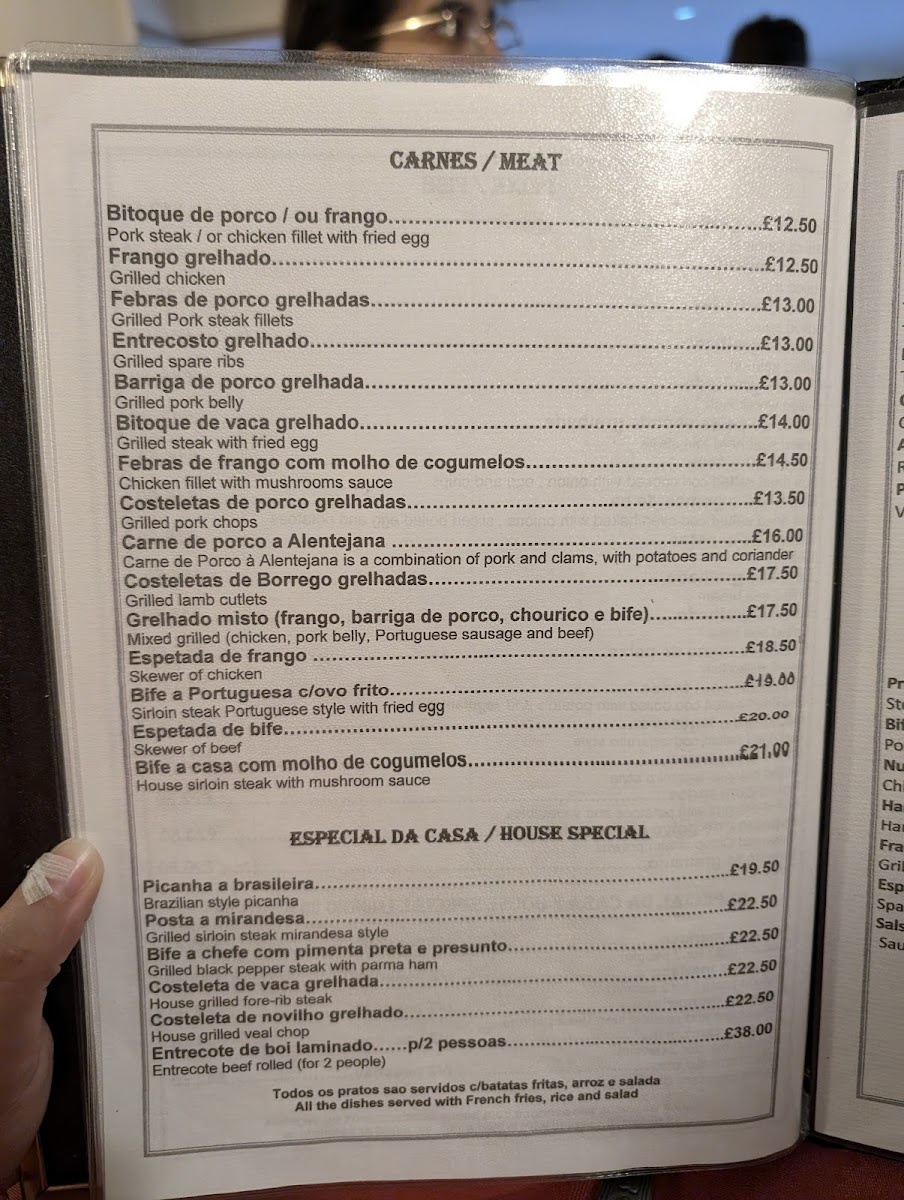 CARNES / MEAT
Bitoque de porco / ou frango............£12.50
Pork steak / or chicken fillet with fried egg
Frango grelhado............£12.50
Grilled chicken
Febras de porco grelhadas............£13.00
Grilled Pork steak fillets
Entrecosto grelhado............£13.00
Grilled spare ribs
Barriga de porco grelhada............£13.00
Grilled pork belly
Bitoque de vaca grelhado............£14.00
Grilled steak with fried egg
Febras de frango com molho de cogumelos............£14.50
Chicken fillet with mushrooms sauce
Costeletas de porco grelhadas............£13.50
Grilled pork chops
Carne de porco a Alentejana ............£16.00
Carne de Porco à Alentejana is a combination of pork and clams, with potatoes and coriander
Costeletas de Borrego grelhadas............£17.50
Grilled lamb cutlets
Grelhado misto (frango, barriga de porco, chourico e bife)............£17.50
Mixed grilled (chicken, pork belly, Portuguese sausage and beef)
Espetada de frango ............£18.50
Skewer of chicken
Bife a Portuguesa c/ovo frito............£19.00
Sirloin steak Portuguese style with fried egg
Espetada de bife............£20.00
Skewer of beef
Bife a casa com molho de cogumelos............£21.00
House sirloin steak with mushroom sauce
ESPECIAL DA CASA / HOUSE SPECIAL
Picanha a brasileira............£19.50
Brazilian style picanha
Posta a mirandesa............£22.50
Grilled sirloin steak mirandesa style
Bife a chefe com pimenta preta e presunto............£22.50
Grilled black pepper steak with parma ham
Costeleta de vaca grelhada............£22.50
House grilled fore-rib steak
Costeleta de novilho grelhado............£22.50
House grilled veal chop
Entrecote de boi laminado......p/2 pessoas............£38.00
Entrecote beef rolled (for 2 people)
Todos os pratos sao servidos c/batatas fritas, arroz e salada
All the dishes served with French fries, rice and salad